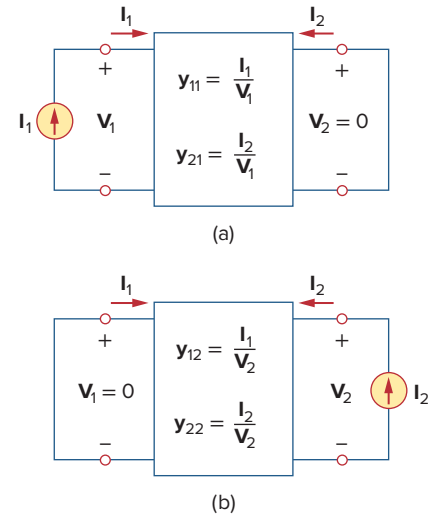 I₁ I₂
+ +
y₁₁ = I₁/V₁
I₁ V₁ V₂ = 0
y₂₁ = I₂/V₁
− −
(a)
I₁ I₂
+ +
y₁₂ = I₁/V₂
V₁ = 0 V₂ I₂
y₂₂ = I₂/V₂
− −
(b)